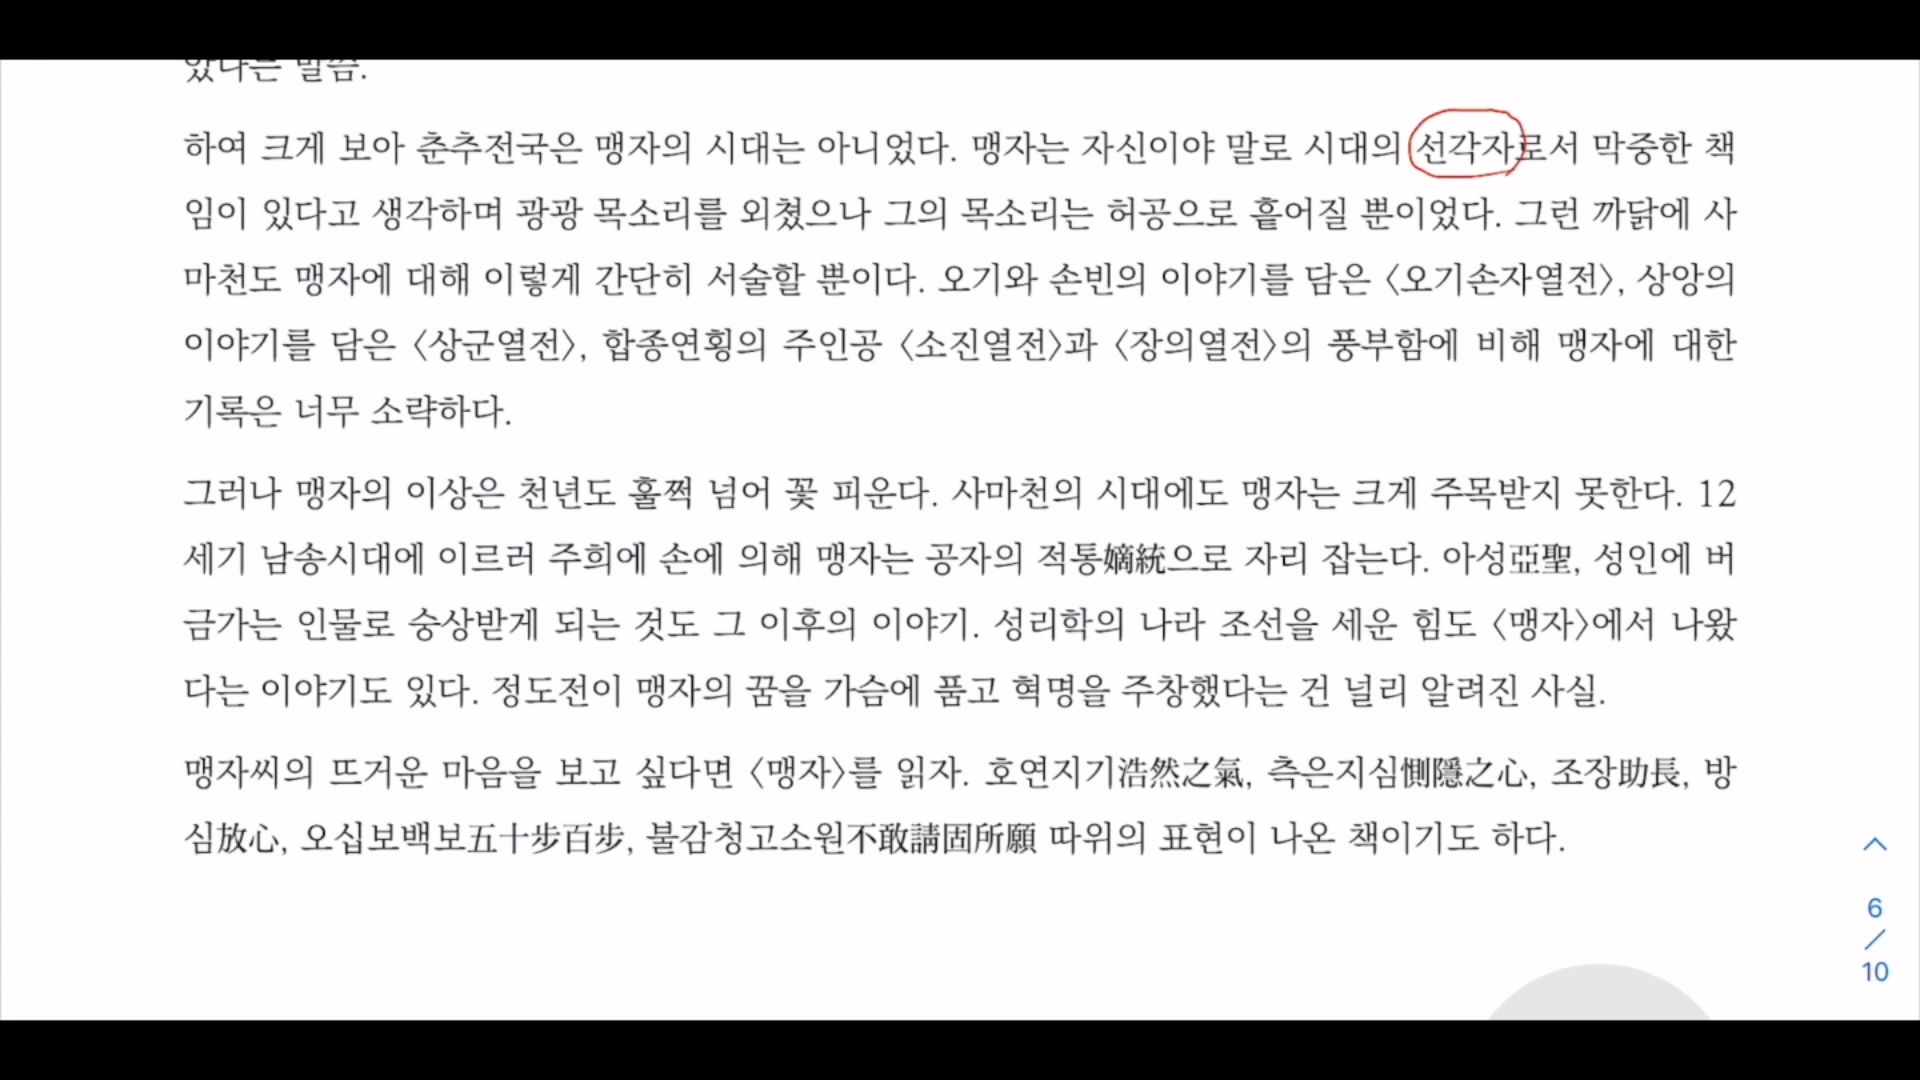 았다는 말씀.
하여 크게 보아 춘추전국은 맹자의 시대는 아니었다. 맹자는 자신이야 말로 시대의 선각자로서 막중한 책
임이 있다고 생각하며 광광 목소리를 외쳤으나 그의 목소리는 허공으로 흩어질 뿐이었다. 그런 까닭에 사
마천도 맹자에 대해 이렇게 간단히 서술할 뿐이다. 오기와 손빈의 이야기를 담은 〈오기손자열전〉, 상앙의
이야기를 담은 〈상군열전〉, 합종연횡의 주인공 〈소진열전〉과 〈장의열전〉의 풍부함에 비해 맹자에 대한
기록은 너무 소략하다.
그러나 맹자의 이상은 천년도 훌쩍 넘어 꽃 피운다. 사마천의 시대에도 맹자는 크게 주목받지 못한다. 12
세기 남송시대에 이르러 주희에 손에 의해 맹자는 공자의 적통嫡統으로 자리 잡는다. 아성亞聖, 성인에 버
금가는 인물로 숭상받게 되는 것도 그 이후의 이야기. 성리학의 나라 조선을 세운 힘도 〈맹자〉에서 나왔
다는 이야기도 있다. 정도전이 맹자의 꿈을 가슴에 품고 혁명을 주창했다는 건 널리 알려진 사실.
맹자씨의 뜨거운 마음을 보고 싶다면 〈맹자〉를 읽자. 호연지기浩然之氣, 측은지심惻隱之心, 조장助長, 방
심放心, 오십보백보五十步百步, 불감청고소원不敢請固所願 따위의 표현이 나온 책이기도 하다.
6
/
10